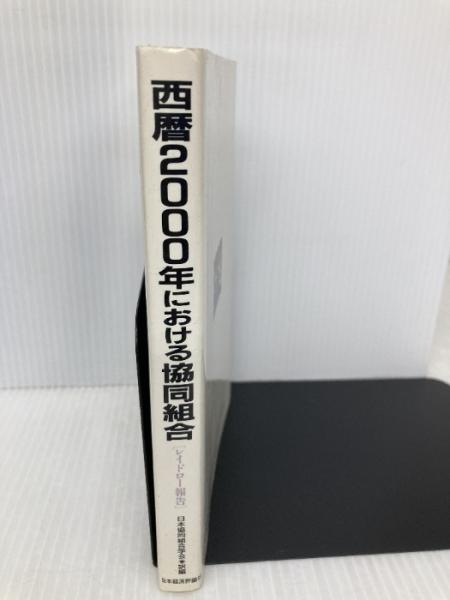 西暦2000年における協同組合
[レイドロー報告]
日本協同組合学会●訳編
日本経済評論社